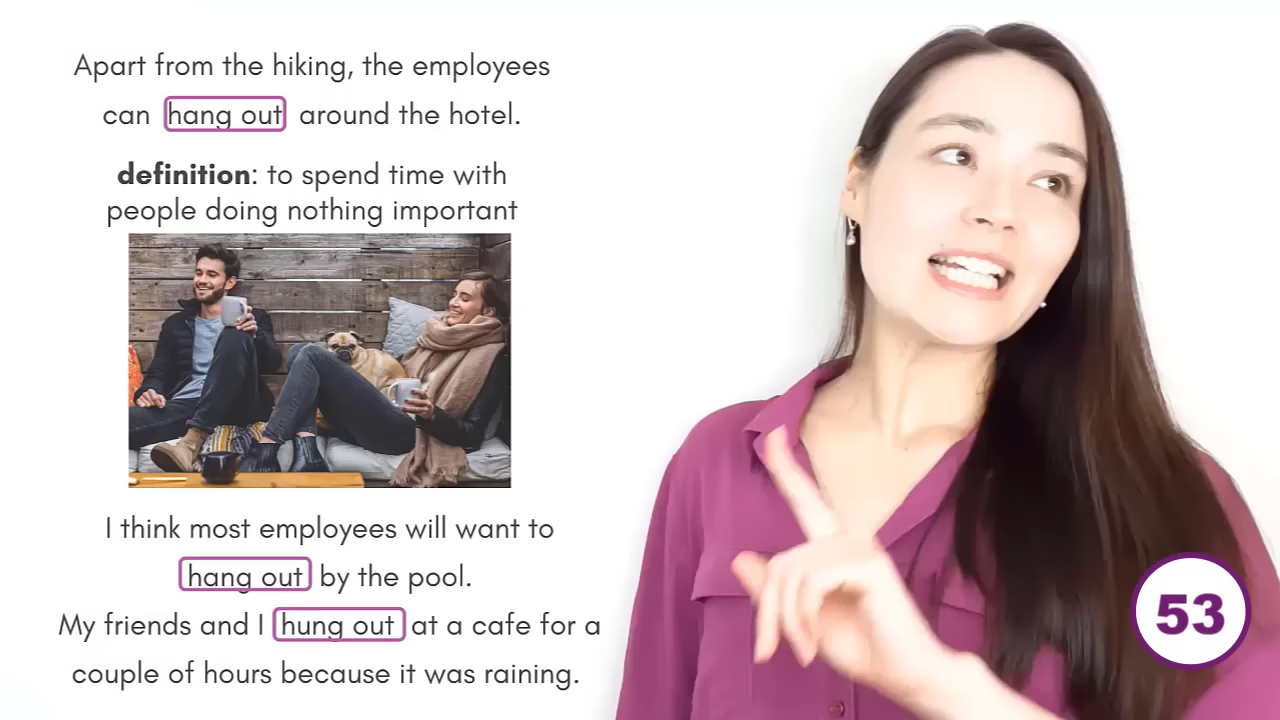 Apart from the hiking, the employees
can hang out around the hotel.
definition: to spend time with
people doing nothing important
I think most employees will want to
hang out by the pool.
My friends and I hung out at a cafe for a
couple of hours because it was raining.
53